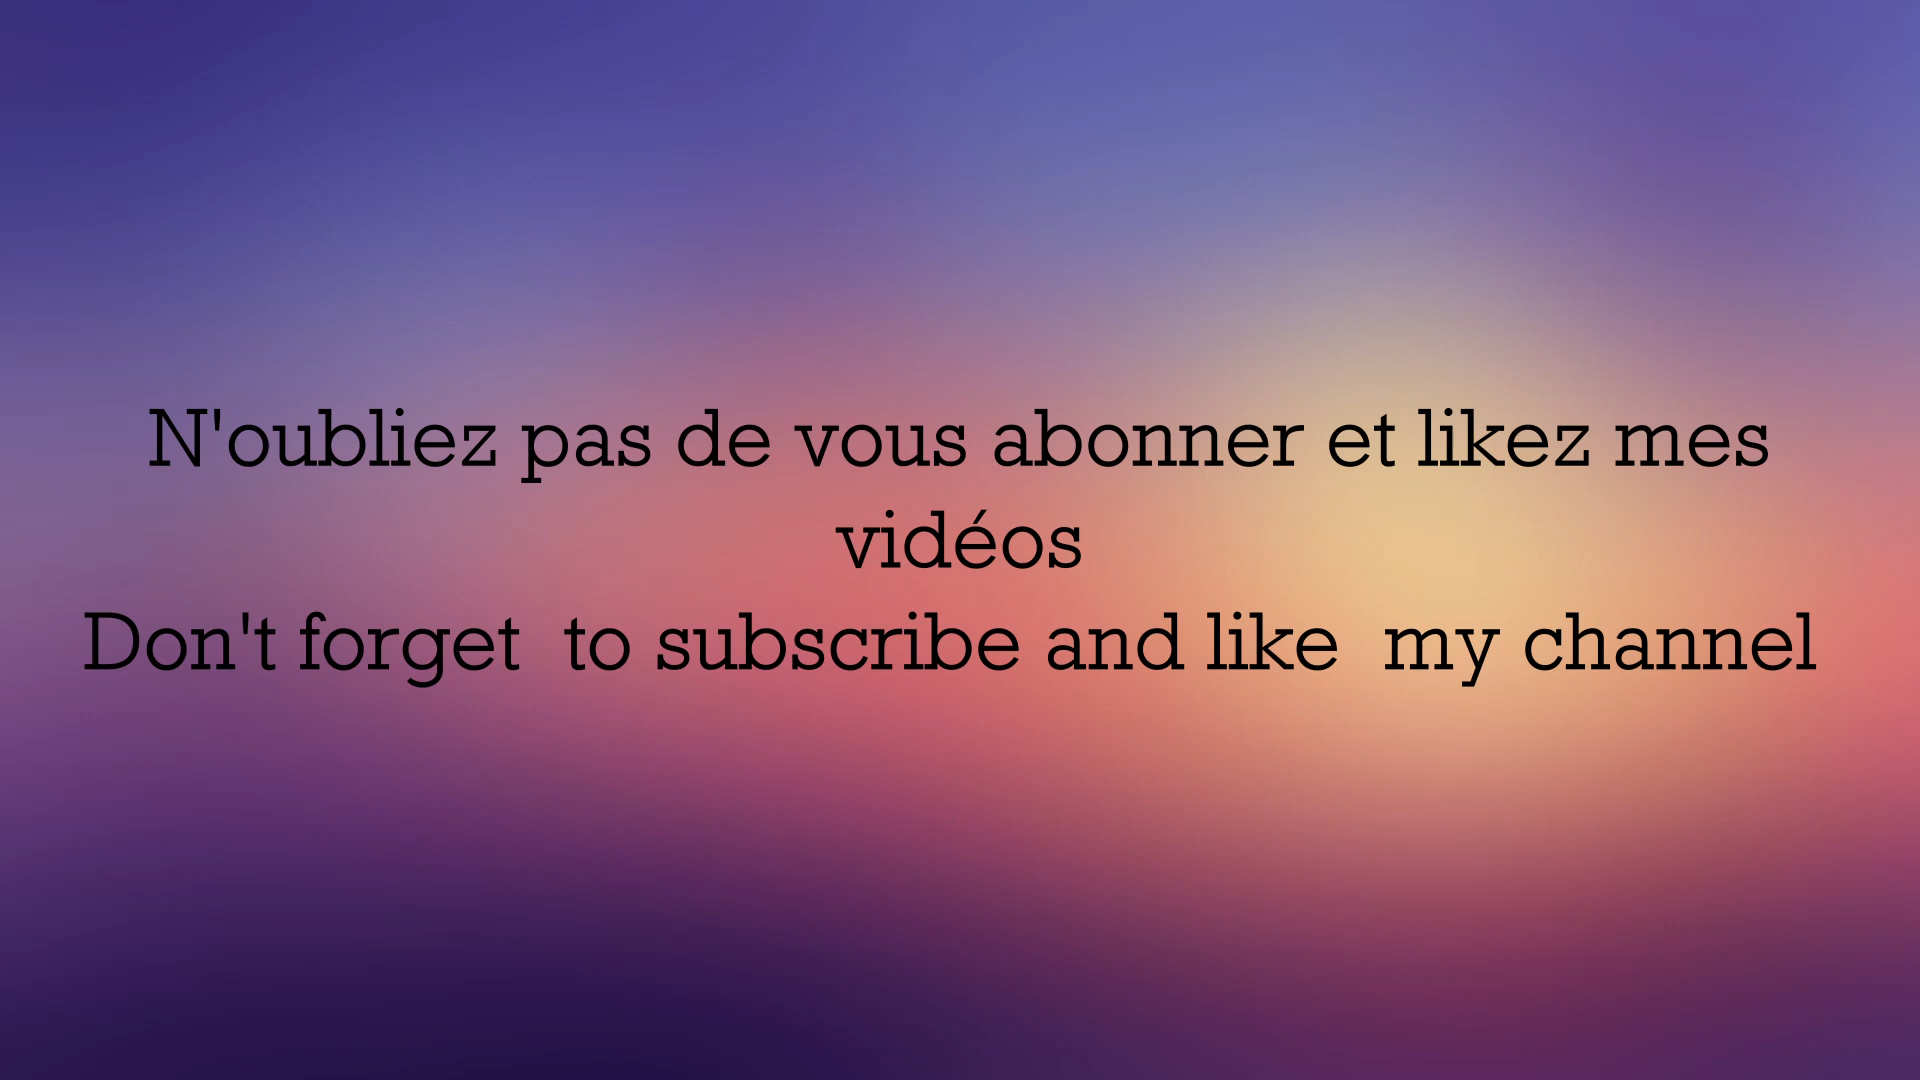 N'oubliez pas de vous abonner et likez mes
vidéos
Don't forget  to subscribe and like  my channel